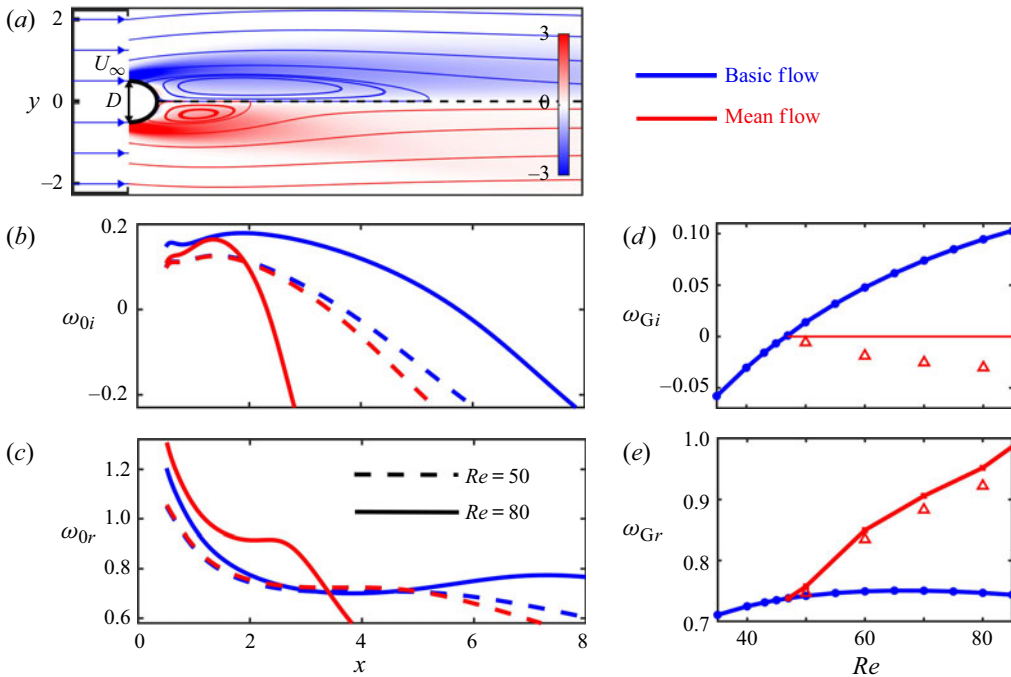 (a)
2
0
−2
y
U∞
D
3
0
−3
Basic flow
Mean flow
(b)
0.2
0
−0.2
ω0i
(c)
1.2
1.0
0.8
0.6
ω0r
Re = 50
Re = 80
0 2 4 6 8
x
(d)
0.10
0.05
0
−0.05
ωGi
(e)
1.0
0.9
0.8
0.7
ωGr
40 60 80
Re